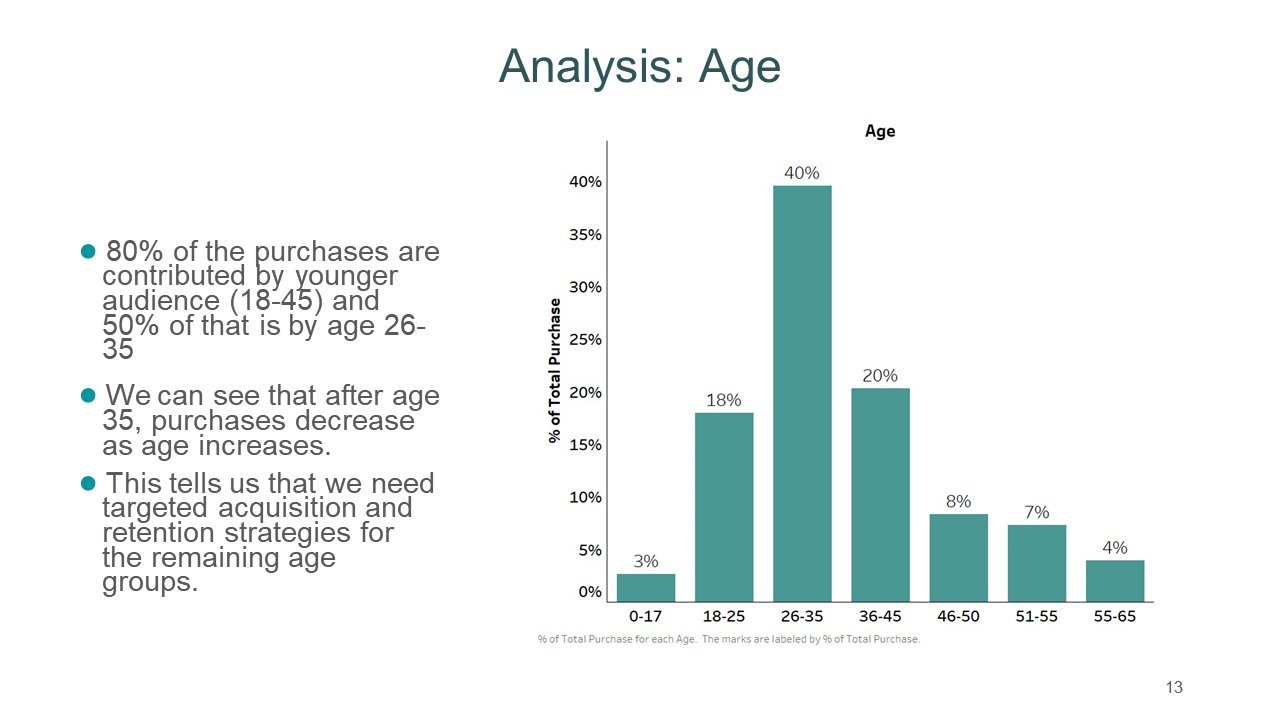 Analysis: Age
80% of the purchases are
contributed by younger
audience (18-45) and
50% of that is by age 26-
35
We can see that after age
35, purchases decrease
as age increases.
This tells us that we need
targeted acquisition and
retention strategies for
the remaining age
groups.
Age
% of Total Purchase
40%
35%
30%
25%
20%
15%
10%
5%
0%
3%
18%
40%
20%
8%
7%
4%
0-17
18-25
26-35
36-45
46-50
51-55
55-65
% of Total Purchase for each Age. The marks are labeled by % of Total Purchase.
13